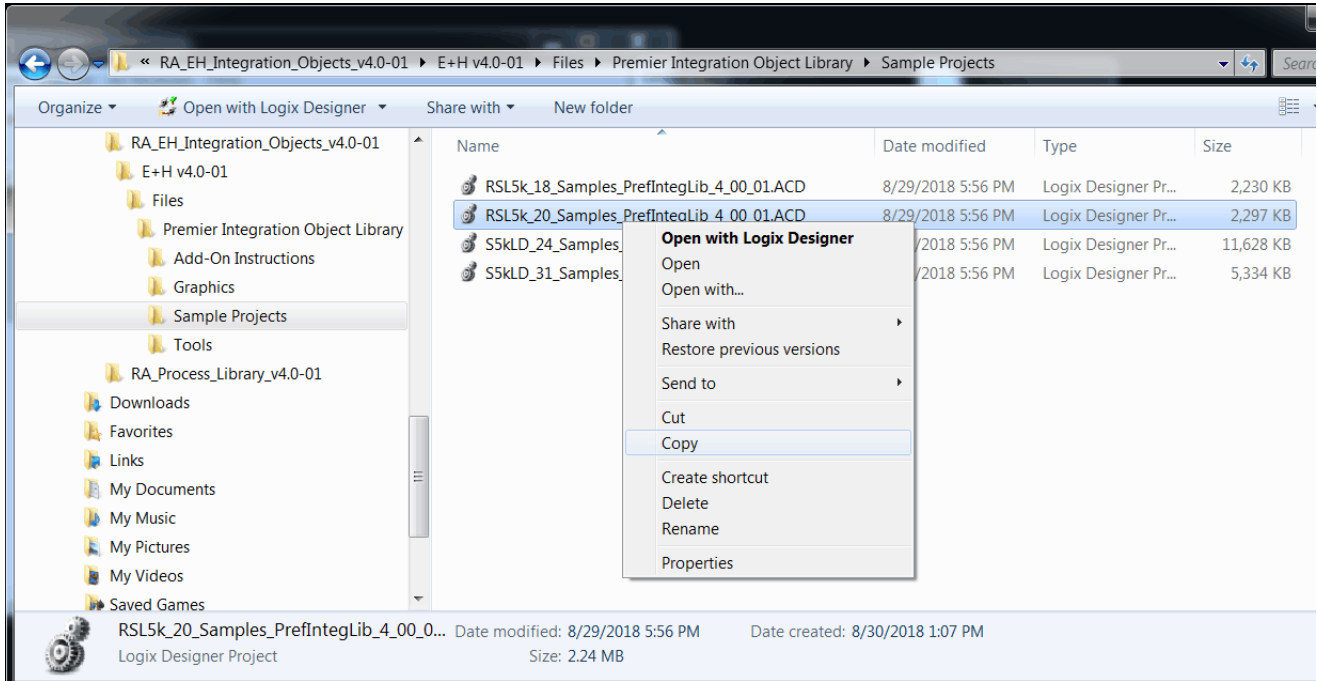 « RA_EH_Integration_Objects_v4.0-01 ▸ E+H v4.0-01 ▸ Files ▸ Premier Integration Object Library ▸ Sample Projects
Organize Open with Logix Designer Share with New folder
RA_EH_Integration_Objects_v4.0-01
E+H v4.0-01
Files
Premier Integration Object Library
Add-On Instructions
Graphics
Sample Projects
Tools
RA_Process_Library_v4.0-01
Downloads
Favorites
Links
My Documents
My Music
My Pictures
My Videos
Saved Games
Name Date modified Type Size
RSL5k_18_Samples_PrefIntegLib_4_00_01.ACD 8/29/2018 5:56 PM Logix Designer Pr... 2,230 KB
RSL5k_20_Samples_PrefIntegLib_4_00_01.ACD 8/29/2018 5:56 PM Logix Designer Pr... 2,297 KB
S5kLD_24_Samples_ /2018 5:56 PM Logix Designer Pr... 11,628 KB
S5kLD_31_Samples_ /2018 5:56 PM Logix Designer Pr... 5,334 KB
Open with Logix Designer
Open
Open with...
Share with
Restore previous versions
Send to
Cut
Copy
Create shortcut
Delete
Rename
Properties
RSL5k_20_Samples_PrefIntegLib_4_00_0... Date modified: 8/29/2018 5:56 PM Date created: 8/30/2018 1:07 PM
Logix Designer Project Size: 2.24 MB